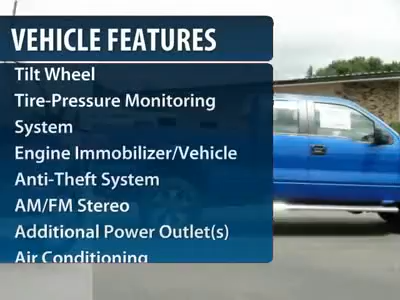 VEHICLE FEATURES
Tilt Wheel
Tire-Pressure Monitoring
System
Engine Immobilizer/Vehicle
Anti-Theft System
AM/FM Stereo
Additional Power Outlet(s)
Air Conditioning